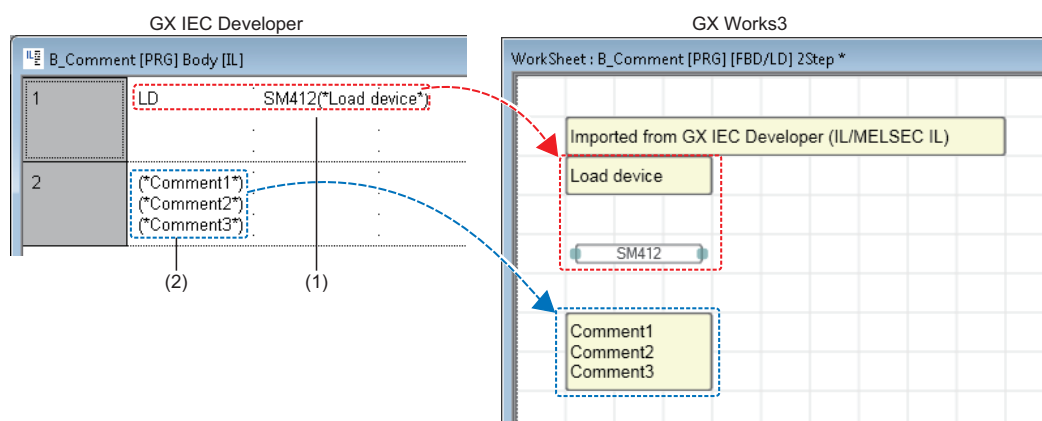 GX IEC Developer
B_Comment [PRG] Body [IL]
1
LD SM412(*Load device*)
2
(*Comment1*)
(*Comment2*)
(*Comment3*)
(2)
(1)
GX Works3
WorkSheet : B_Comment [PRG] [FBD/LD] 2Step *
Imported from GX IEC Developer (IL/MELSEC IL)
Load device
SM412
Comment1
Comment2
Comment3